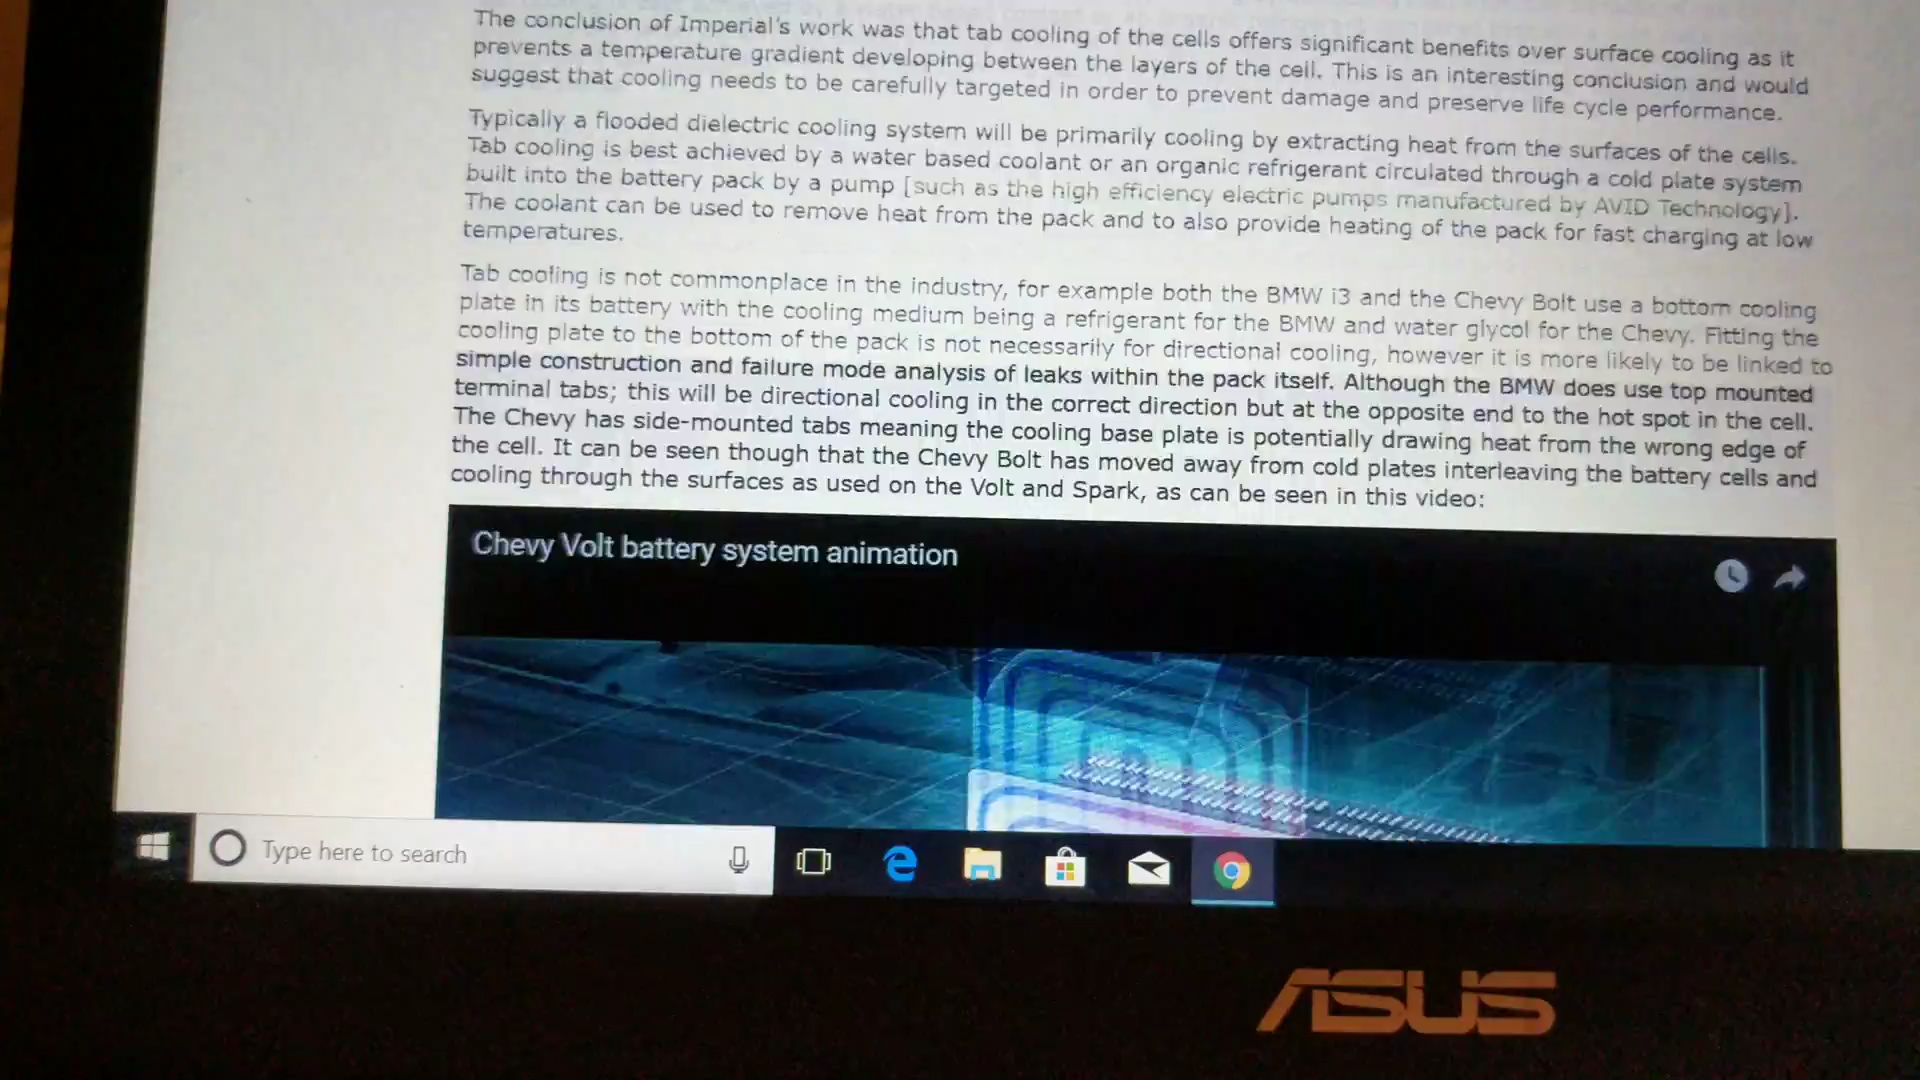 The conclusion of Imperial's work was that tab cooling of the cells offers significant benefits over surface cooling as it
prevents a temperature gradient developing between the layers of the cell. This is an interesting conclusion and would
suggest that cooling needs to be carefully targeted in order to prevent damage and preserve life cycle performance.
Typically a flooded dielectric cooling system will be primarily cooling by extracting heat from the surfaces of the cells.
Tab cooling is best achieved by a water based coolant or an organic refrigerant circulated through a cold plate system
built into the battery pack by a pump [such as the high efficiency electric pumps manufactured by AVID Technology].
The coolant can be used to remove heat from the pack and to also provide heating of the pack for fast charging at low
temperatures.
Tab cooling is not commonplace in the industry, for example both the BMW i3 and the Chevy Bolt use a bottom cooling
plate in its battery with the cooling medium being a refrigerant for the BMW and water glycol for the Chevy. Fitting the
cooling plate to the bottom of the pack is not necessarily for directional cooling, however it is more likely to be linked to
simple construction and failure mode analysis of leaks within the pack itself. Although the BMW does use top mounted
terminal tabs; this will be directional cooling in the correct direction but at the opposite end to the hot spot in the cell.
The Chevy has side-mounted tabs meaning the cooling base plate is potentially drawing heat from the wrong edge of
the cell. It can be seen though that the Chevy Bolt has moved away from cold plates interleaving the battery cells and
cooling through the surfaces as used on the Volt and Spark, as can be seen in this video:
Chevy Volt battery system animation
Type here to search
ASUS